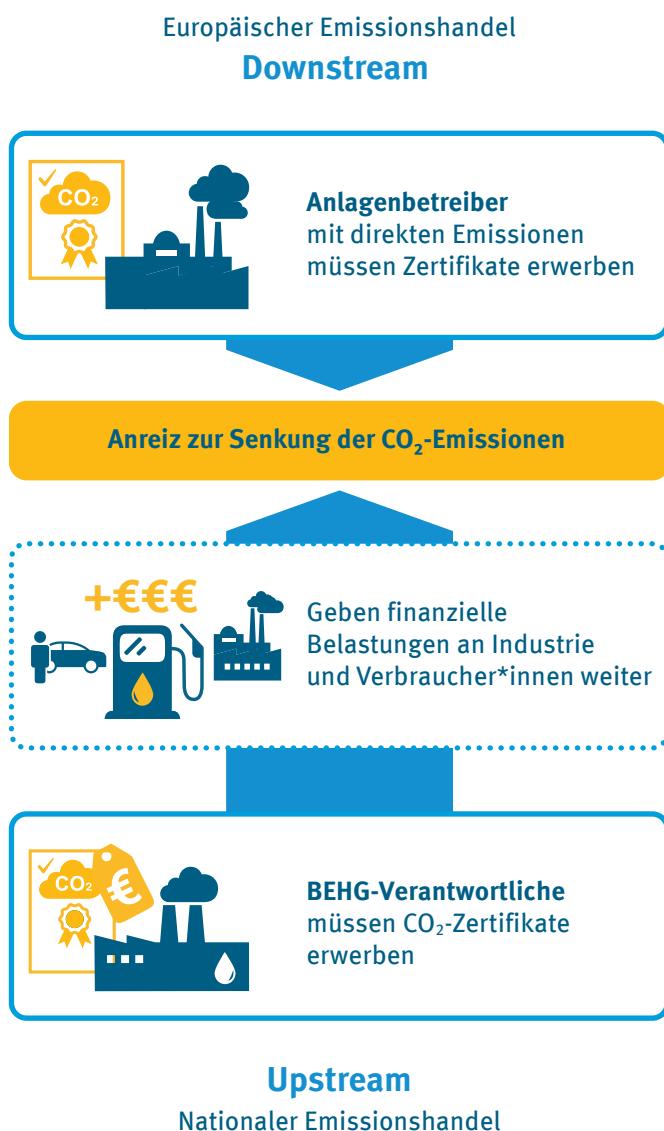 Europäischer Emissionshandel
Downstream
CO₂
Anlagenbetreiber
mit direkten Emissionen
müssen Zertifikate erwerben
Anreiz zur Senkung der CO₂-Emissionen
+€€€
Geben finanzielle
Belastungen an Industrie
und Verbraucher*innen weiter
CO₂
€
BEHG-Verantwortliche
müssen CO₂-Zertifikate
erwerben
Upstream
Nationaler Emissionshandel